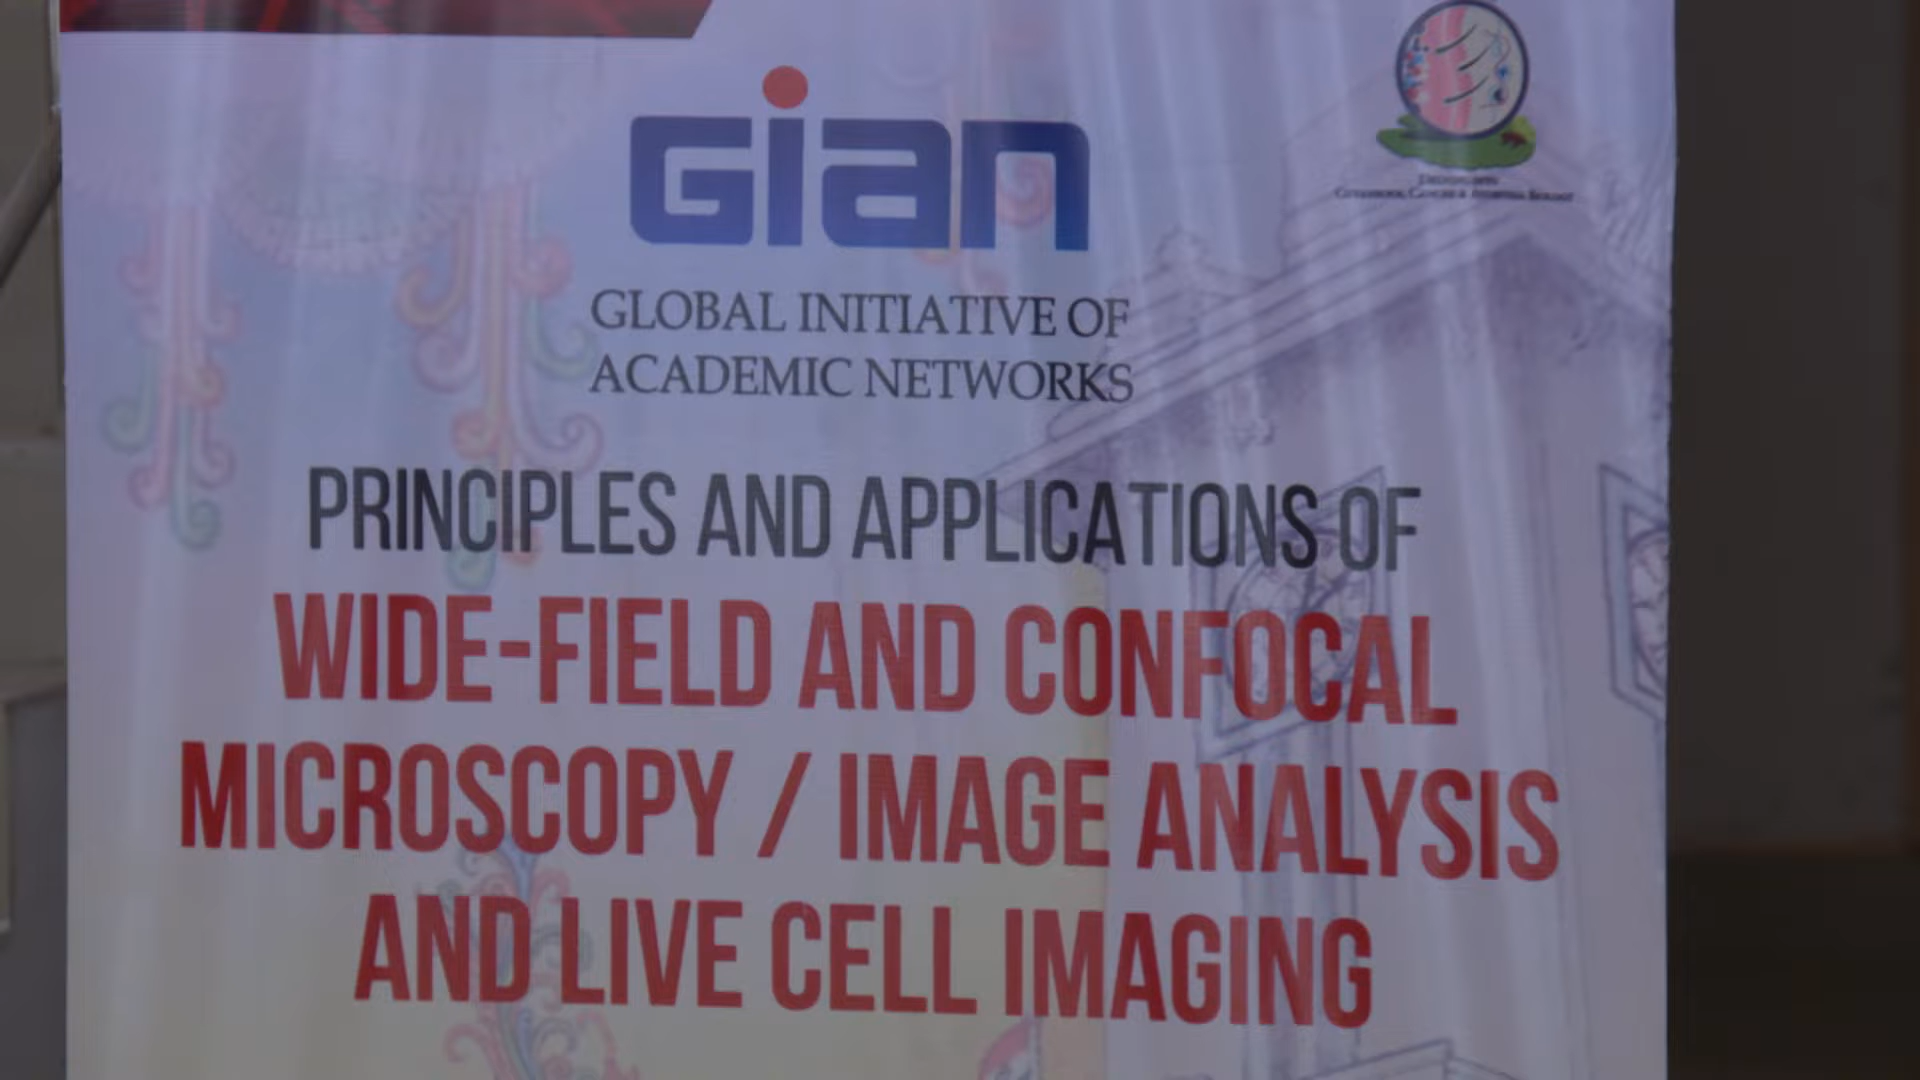 GiaN
GLOBAL INITIATIVE OF
ACADEMIC NETWORKS
PRINCIPLES AND APPLICATIONS OF
WIDE-FIELD AND CONFOCAL
MICROSCOPY / IMAGE ANALYSIS
AND LIVE CELL IMAGING